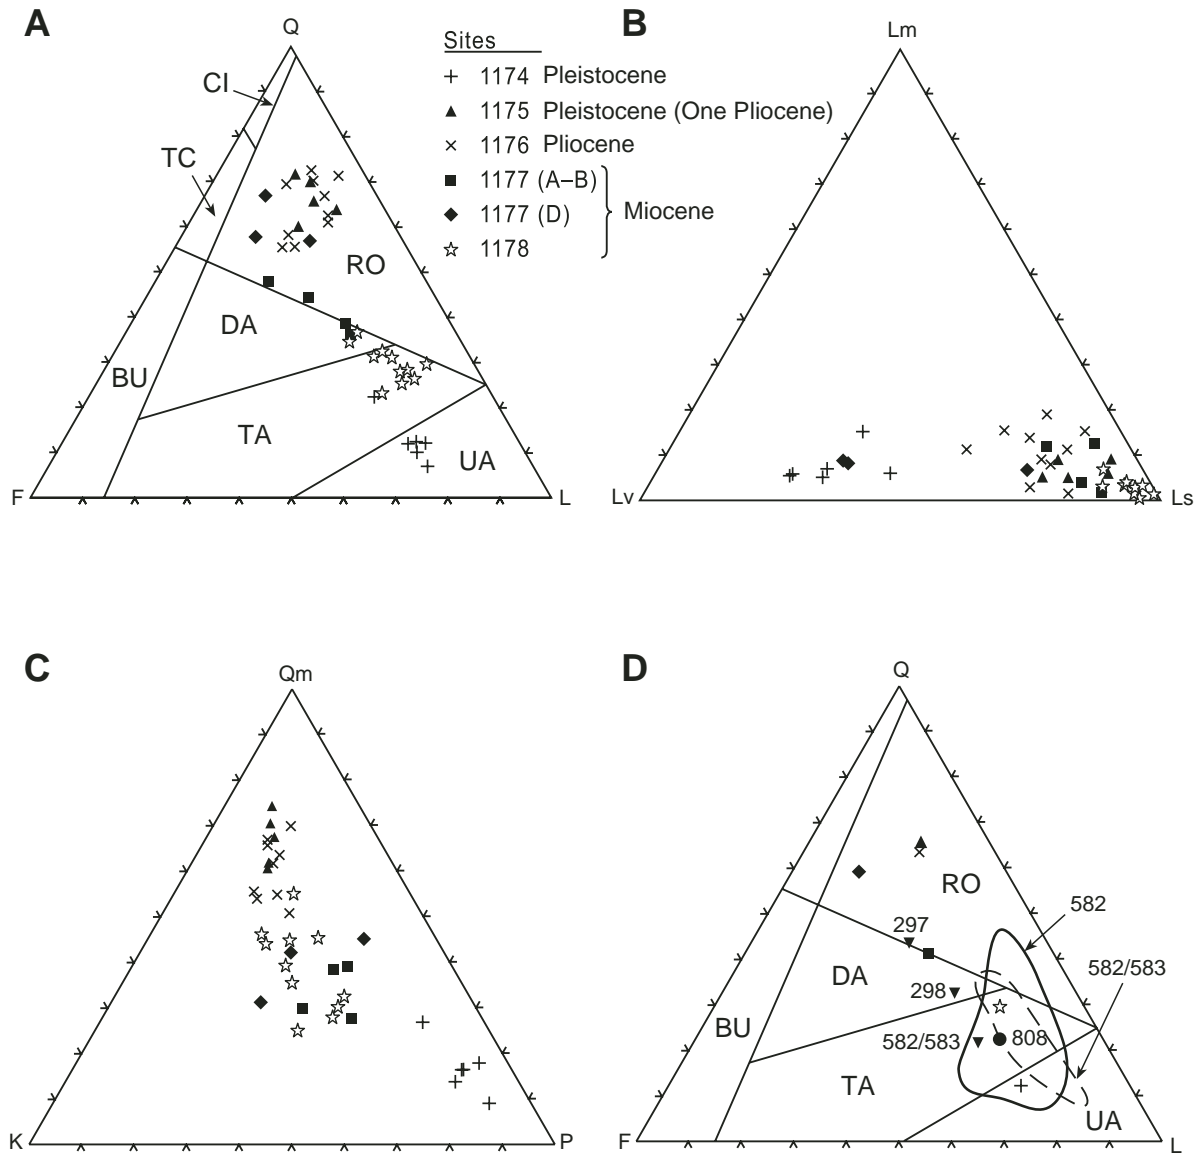 A
Q
CI
TC
RO
DA
BU
TA
UA
F
L
Sites
1174 Pleistocene
1175 Pleistocene (One Pliocene)
1176 Pliocene
1177 (A–B)
1177 (D)
1178
Miocene
B
Lm
Lv
Ls
C
Qm
K
P
D
Q
RO
582
297
582/583
DA
298
BU
582/583
808
TA
UA
F
L